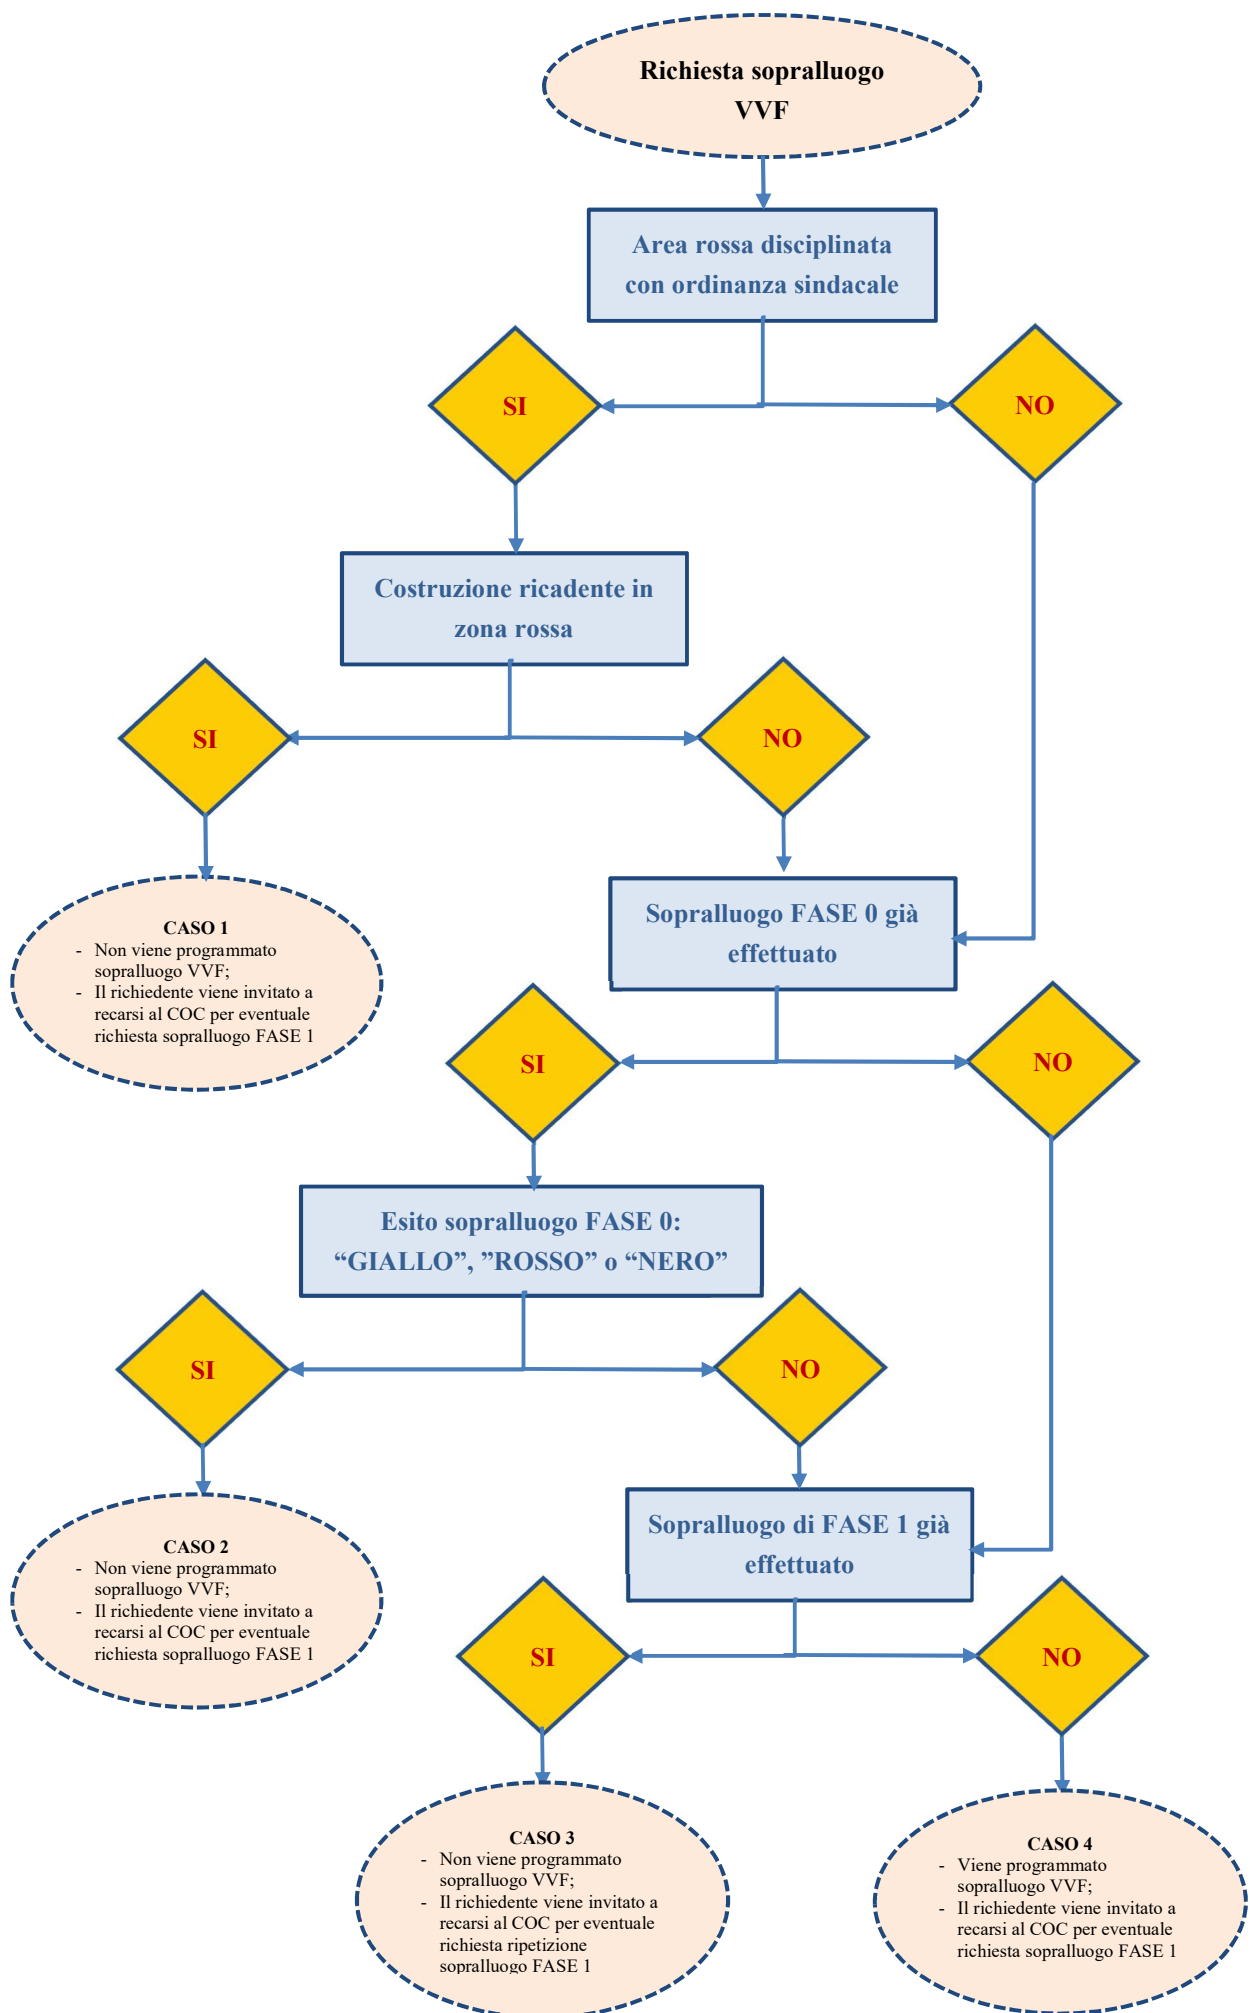 Richiesta sopralluogo
VVF
Area rossa disciplinata
con ordinanza sindacale
SI
NO
Costruzione ricadente in
zona rossa
SI
NO
CASO 1
- Non viene programmato
sopralluogo VVF;
- Il richiedente viene invitato a
recarsi al COC per eventuale
richiesta sopralluogo FASE 1
Sopralluogo FASE 0 già
effettuato
SI
NO
Esito sopralluogo FASE 0:
“GIALLO”, ”ROSSO” o “NERO”
SI
NO
CASO 2
- Non viene programmato
sopralluogo VVF;
- Il richiedente viene invitato a
recarsi al COC per eventuale
richiesta sopralluogo FASE 1
Sopralluogo di FASE 1 già
effettuato
SI
NO
CASO 3
- Non viene programmato
sopralluogo VVF;
- Il richiedente viene invitato a
recarsi al COC per eventuale
richiesta ripetizione
sopralluogo FASE 1
CASO 4
- Viene programmato
sopralluogo VVF;
- Il richiedente viene invitato a
recarsi al COC per eventuale
richiesta sopralluogo FASE 1